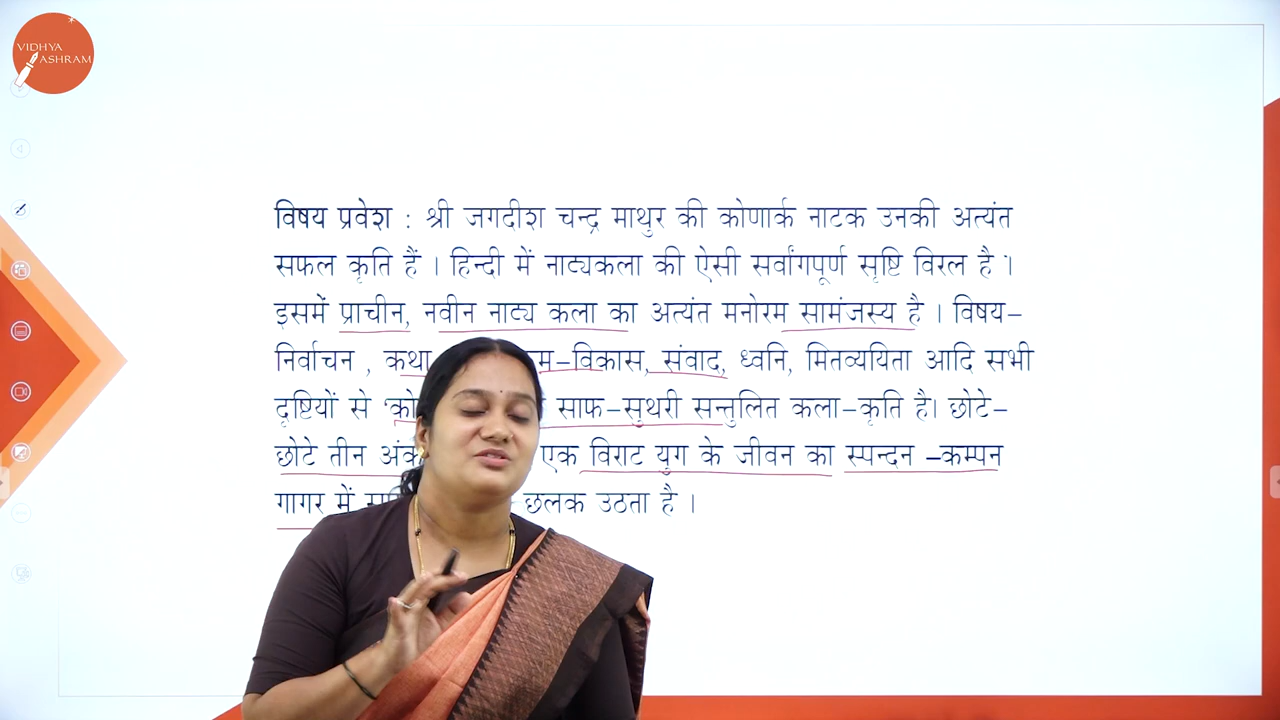 VIDHYA
ASHRAM
विषय प्रवेश : श्री जगदीश चन्द्र माथुर की कोणार्क नाटक उनकी अत्यंत
सफल कृति हैं । हिन्दी में नाट्यकला की ऐसी सर्वांगपूर्ण सृष्टि विरल है ।
इसमें प्राचीन, नवीन नाट्य कला का अत्यंत मनोरम सामंजस्य है । विषय–
निर्वाचन , कथा –विकास, संवाद, ध्वनि, मितव्ययिता आदि सभी
दृष्टियों से साफ–सुथरी सन्तुलित कला–कृति है। छोटे–
छोटे तीन एक विराट युग के जीवन का स्पन्दन –कम्पन
गागर में छलक उठता है ।